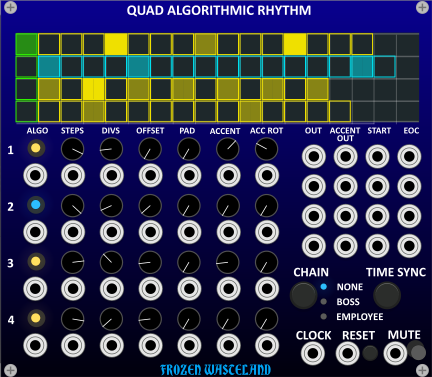 QUAD ALGORITHMIC RHYTHM
ALGO STEPS DIVS OFFSET PAD ACCENT ACC ROT OUT ACCENT OUT START EOC
1
2
3
4
CHAIN TIME SYNC
NONE
BOSS
EMPLOYEE
CLOCK RESET MUTE
FROZEN WASTELAND